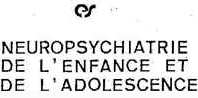 NEUROPSYCHIATRIE
DE L'ENFANCE ET
DE L'ADOLESCENCE